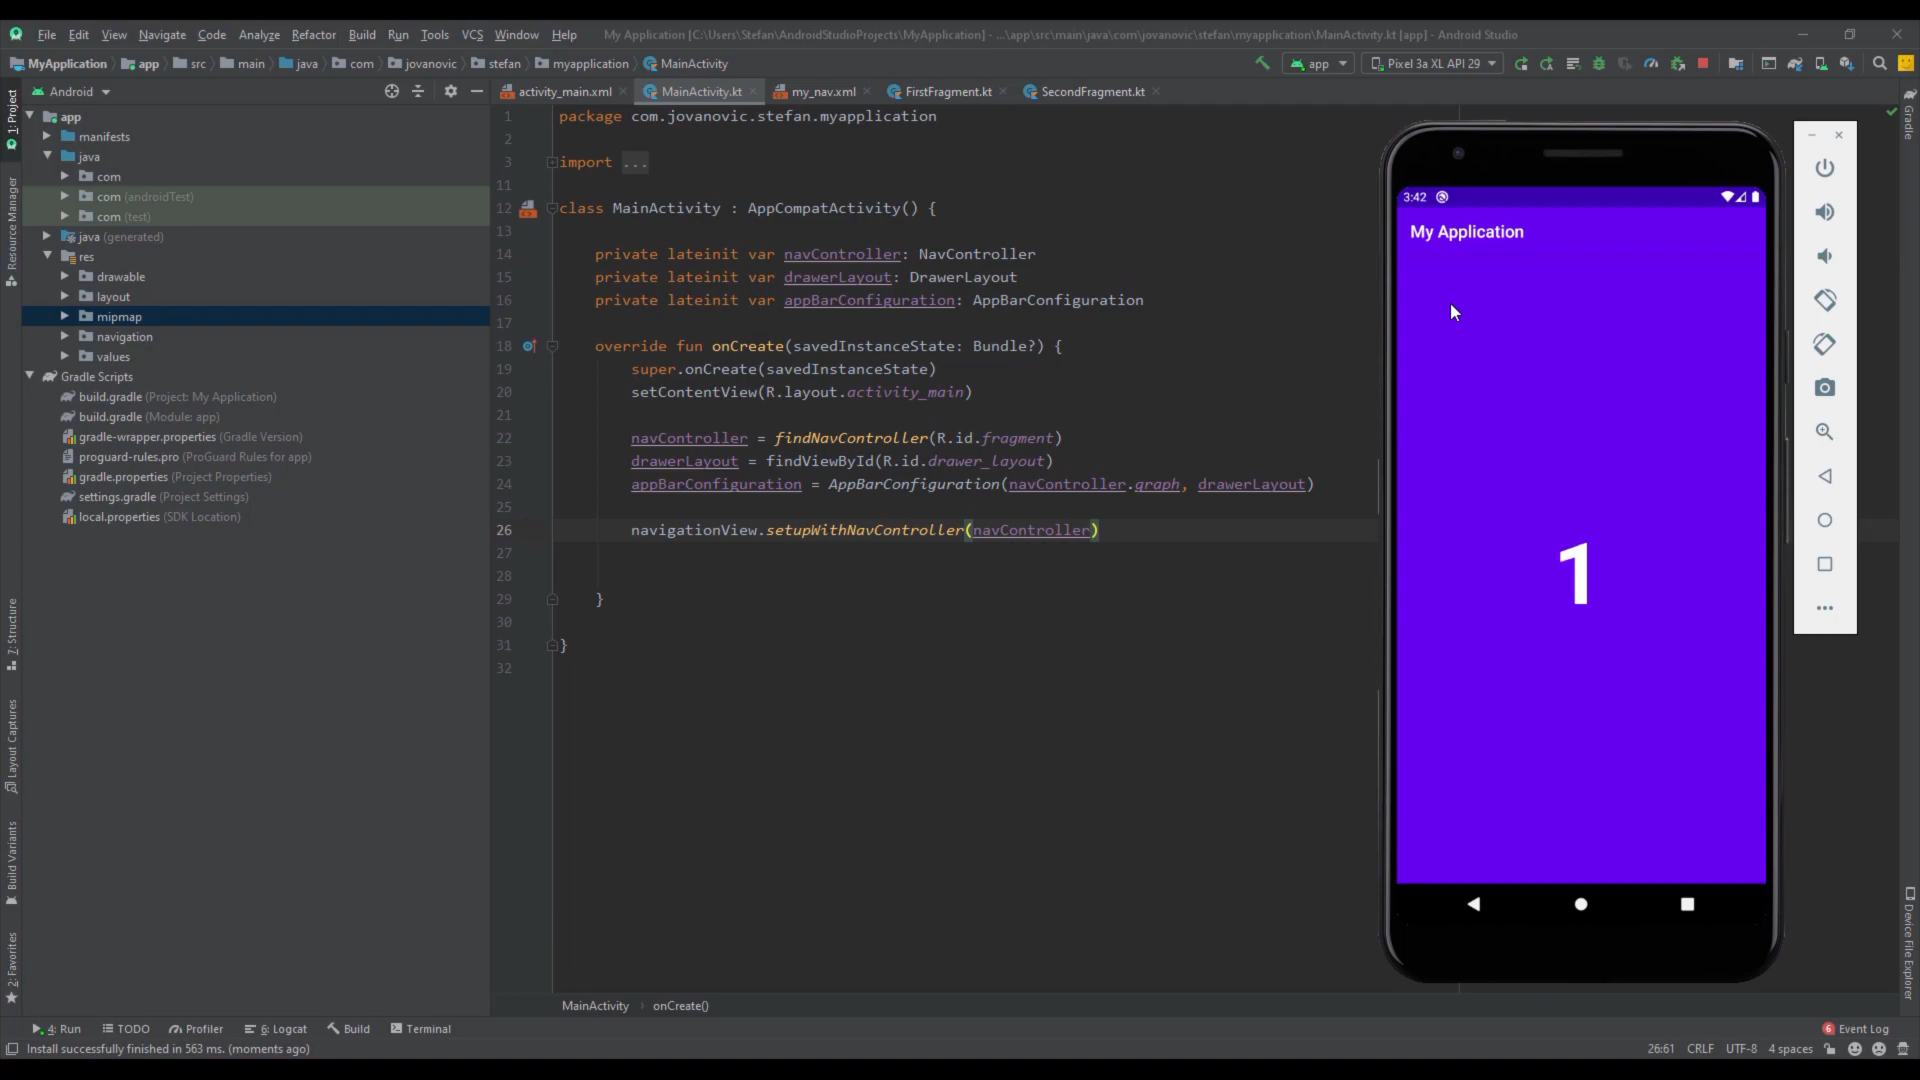 File Edit View Navigate Code Analyze Refactor Build Run Tools VCS Window Help My Application [C:\Users\Stefan\AndroidStudioProjects\MyApplication] - ...\app\src\main\java\com\jovanovic\stefan\myapplication\MainActivity.kt [app] - Android Studio
MyApplication app src main java com jovanovic stefan myapplication MainActivity app Pixel 3a XL API 29
Android
activity_main.xml MainActivity.kt my_nav.xml FirstFragment.kt SecondFragment.kt
1: Project
Resource Manager
7: Structure
Layout Captures
Build Variants
2: Favorites
app
manifests
java
com
com (androidTest)
com (test)
java (generated)
res
drawable
layout
mipmap
navigation
values
Gradle Scripts
build.gradle (Project: My Application)
build.gradle (Module: app)
gradle-wrapper.properties (Gradle Version)
proguard-rules.pro (ProGuard Rules for app)
gradle.properties (Project Properties)
settings.gradle (Project Settings)
local.properties (SDK Location)
1 package com.jovanovic.stefan.myapplication
2
3 import ...
11
12 class MainActivity : AppCompatActivity() {
13
14 private lateinit var navController: NavController
15 private lateinit var drawerLayout: DrawerLayout
16 private lateinit var appBarConfiguration: AppBarConfiguration
17
18 override fun onCreate(savedInstanceState: Bundle?) {
19 super.onCreate(savedInstanceState)
20 setContentView(R.layout.activity_main)
21
22 navController = findNavController(R.id.fragment)
23 drawerLayout = findViewById(R.id.drawer_layout)
24 appBarConfiguration = AppBarConfiguration(navController.graph, drawerLayout)
25
26 navigationView.setupWithNavController(navController)
27
28
29 }
30
31 }
32
3:42
My Application
1
Gradle
Device File Explorer
MainActivity onCreate()
4: Run TODO Profiler 6: Logcat Build Terminal 6 Event Log
Install successfully finished in 563 ms. (moments ago) 26:61 CRLF UTF-8 4 spaces